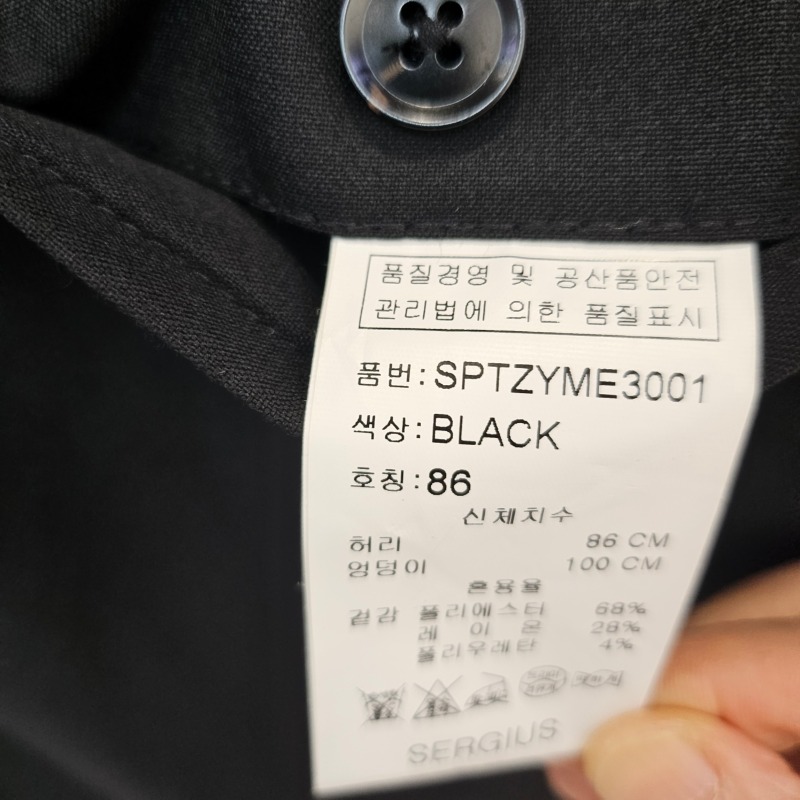 품질경영 및 공산품안전
관리법에 의한 품질표시
품번:SPTZYME3001
색상:BLACK
호칭:86
신체치수
허리 86 CM
엉덩이 100 CM
혼용율
겉감 폴리에스터 68%
레 이 온 28%
폴리우레탄 4%
SERGIUS